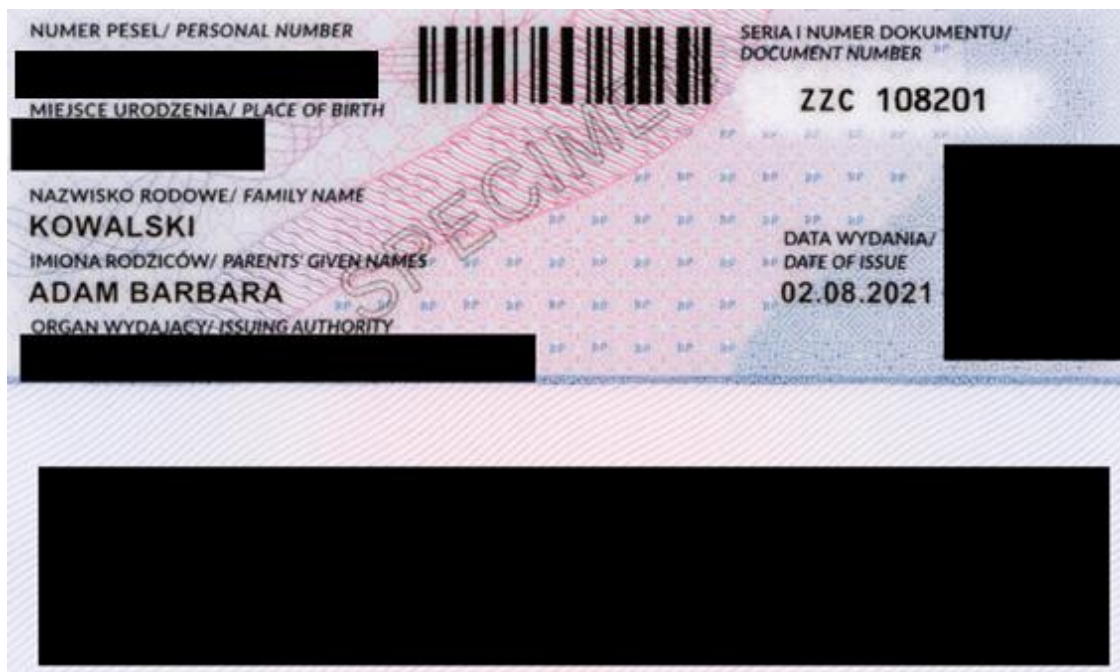 NUMER PESEL/ PERSONAL NUMBER
MIEJSCE URODZENIA/ PLACE OF BIRTH
NAZWISKO RODOWE/ FAMILY NAME
KOWALSKI
IMIONA RODZICÓW/ PARENTS' GIVEN NAMES
ADAM BARBARA
ORGAN WYDAJĄCY/ ISSUING AUTHORITY
SERIA I NUMER DOKUMENTU/
DOCUMENT NUMBER
ZZC 108201
DATA WYDANIA/
DATE OF ISSUE
02.08.2021
SPECIMEN